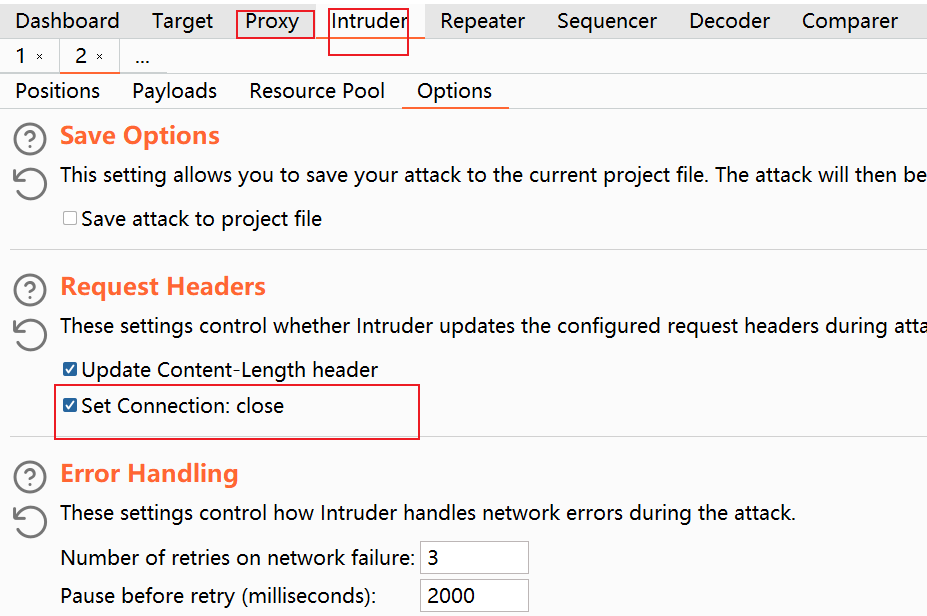 Dashboard Target Proxy Intruder Repeater Sequencer Decoder Comparer
1 × 2 × ...
Positions Payloads Resource Pool Options
? Save Options
This setting allows you to save your attack to the current project file. The attack will then be
Save attack to project file
? Request Headers
These settings control whether Intruder updates the configured request headers during atta
Update Content-Length header
Set Connection: close
? Error Handling
These settings control how Intruder handles network errors during the attack.
Number of retries on network failure: 3
Pause before retry (milliseconds): 2000